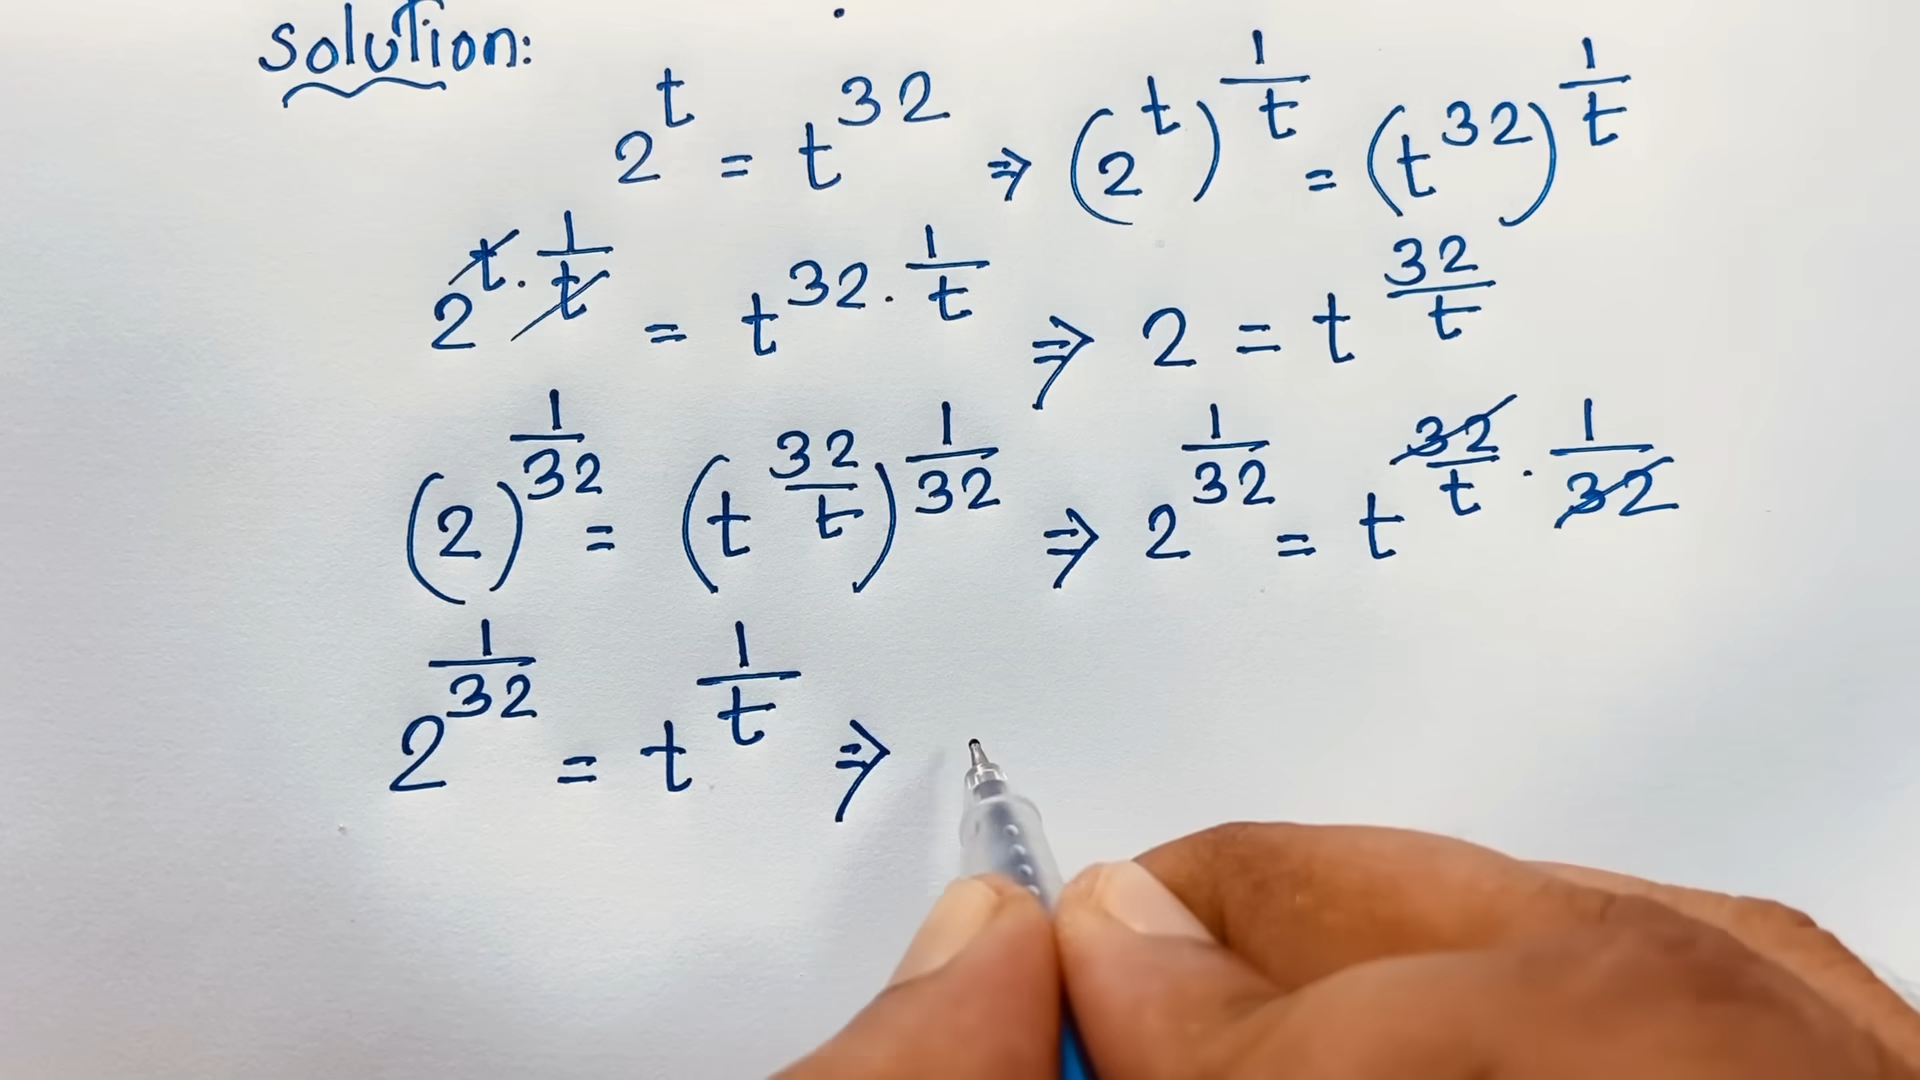 Solution:
2^t = t^32 ⇒ (2^t)^(1/t) = (t^32)^(1/t)
2^(t·1/t) = t^(32·1/t) ⇒ 2 = t^(32/t)
(2)^(1/32) = (t^(32/t))^(1/32) ⇒ 2^(1/32) = t^(32/t·1/32)
2^(1/32) = t^(1/t) ⇒